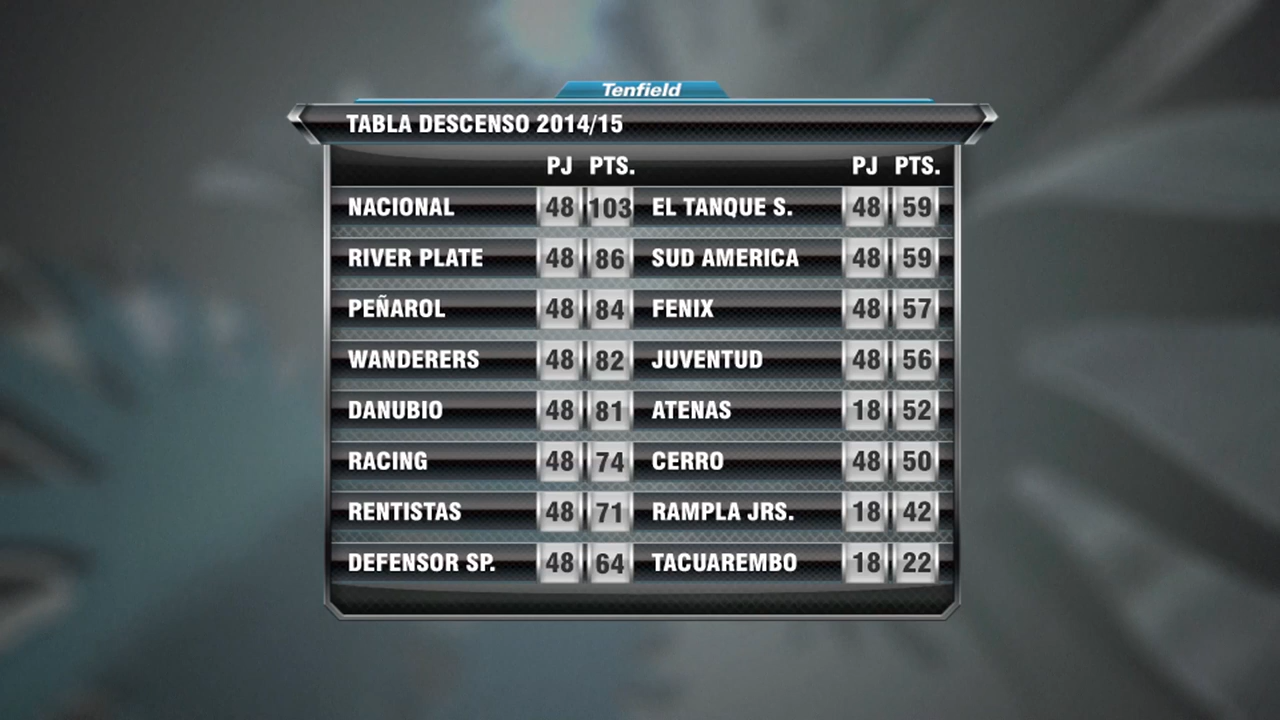 Tenfield
TABLA DESCENSO 2014/15
PJ PTS. PJ PTS.
NACIONAL 48 103 EL TANQUE S. 48 59
RIVER PLATE 48 86 SUD AMERICA 48 59
PEÑAROL 48 84 FENIX 48 57
WANDERERS 48 82 JUVENTUD 48 56
DANUBIO 48 81 ATENAS 18 52
RACING 48 74 CERRO 48 50
RENTISTAS 48 71 RAMPLA JRS. 18 42
DEFENSOR SP. 48 64 TACUAREMBO 18 22